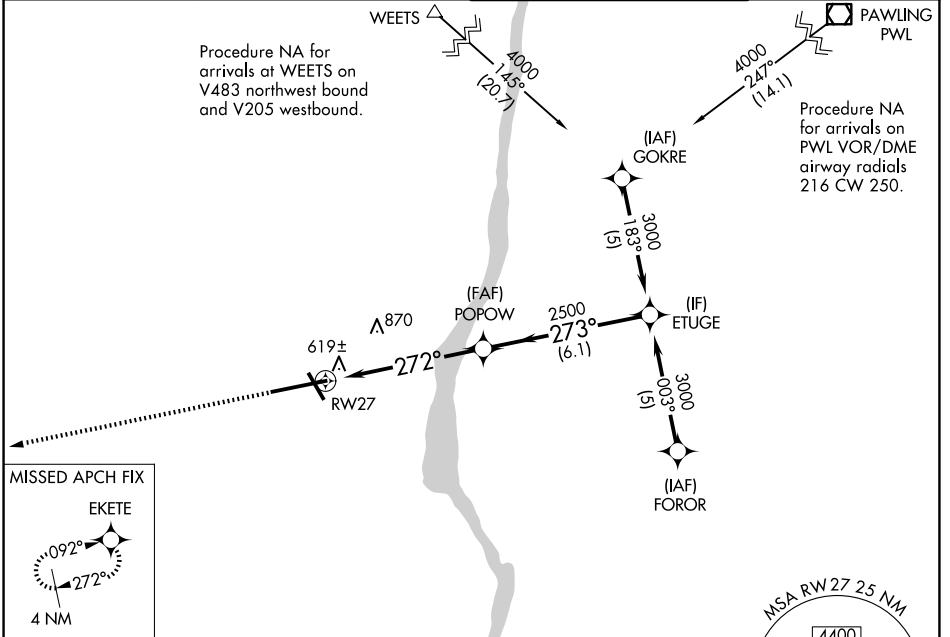 WEETS
PAWLING
PWL
Procedure NA for
arrivals at WEETS on
V483 northwest bound
and V205 westbound.
4000
145°
(20.7)
4000
247°
(14.1)
Procedure NA
for arrivals on
PWL VOR/DME
airway radials
216 CW 250.
(IAF)
GOKRE
3000
183°
(5)
(FAF)
POPOW
2500
273°
(6.1)
(IF)
ETUGE
870
619±
272°
RW27
3000
003°
(5)
(IAF)
FOROR
MISSED APCH FIX
EKETE
092°
272°
4 NM
MSA RW27 25 NM
4400